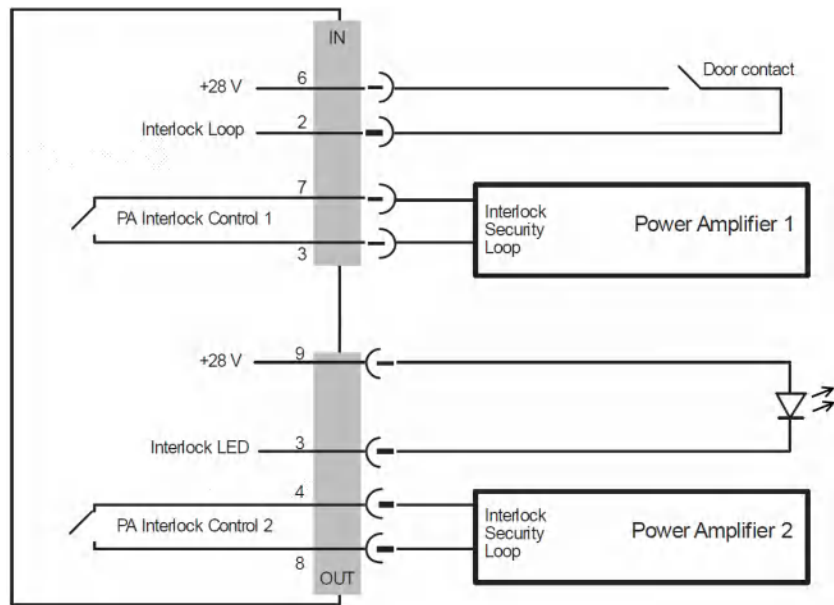 IN
+28 V 6 Door contact
Interlock Loop 2
7
PA Interlock Control 1
3
Interlock
Security
Loop
Power Amplifier 1
+28 V 9
Interlock LED 3
4
PA Interlock Control 2
8
Interlock
Security
Loop
Power Amplifier 2
OUT